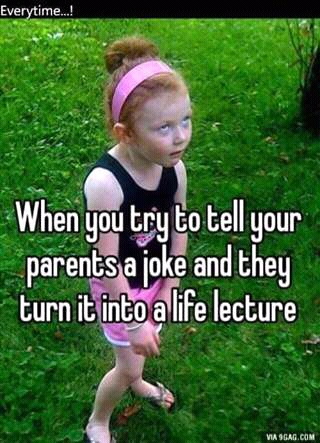 Everytime...!
When you try to tell your
parents a joke and they
turn it into a life lecture
VIA 9GAG.COM